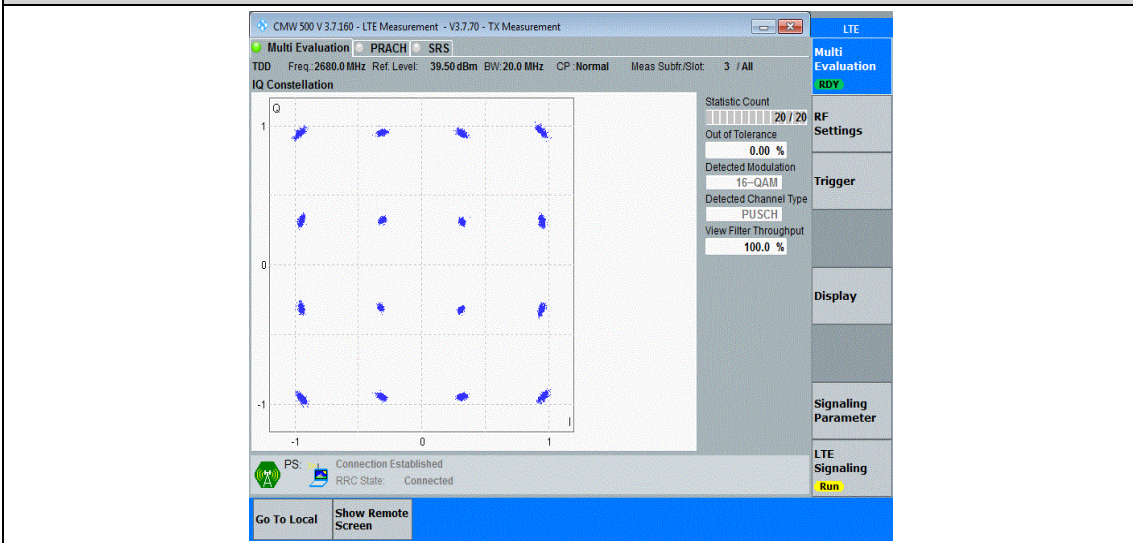 CMW 500 V 3.7.160 - LTE Measurement - V3.7.70 - TX Measurement
LTE
Multi Evaluation PRACH SRS
Multi
Evaluation
RDY
TDD Freq.:2680.0 MHz Ref. Level: 39.50 dBm BW:20.0 MHz CP :Normal Meas Subfr./Slot: 3 / All
IQ Constellation
Q
1
0
-1
-1 0 1
I
Statistic Count
20 / 20
Out of Tolerance
0.00 %
Detected Modulation
16-QAM
Detected Channel Type
PUSCH
View Filter Throughput
100.0 %
RF
Settings
Trigger
Display
Signaling
Parameter
LTE
Signaling
Run
PS: Connection Established
RRC State: Connected
Go To Local
Show Remote
Screen